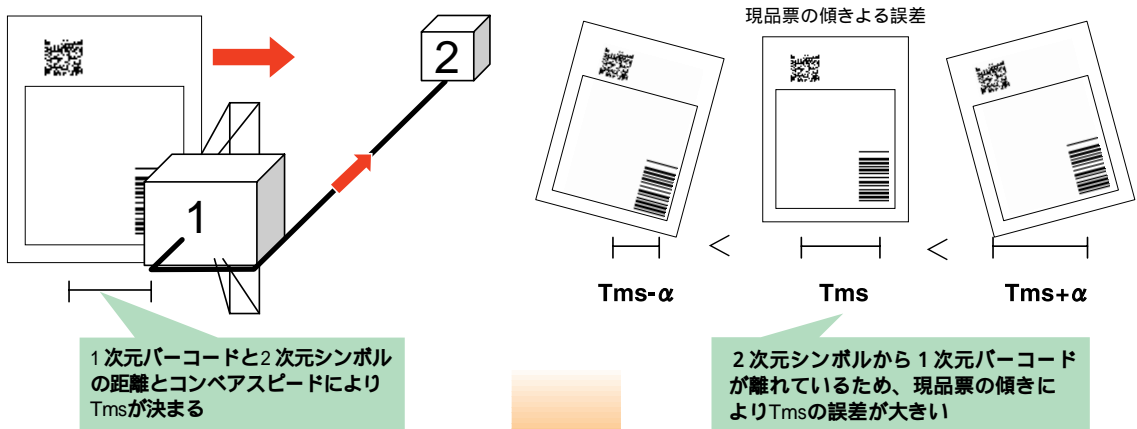 現品票の傾きよる誤差
1
2
Tms-α
<
Tms
<
Tms+α
1次元バーコードと2次元シンボル
の距離とコンベアスピードにより
Tmsが決まる
2次元シンボルから1次元バーコード
が離れているため、現品票の傾きに
よりTmsの誤差が大きい